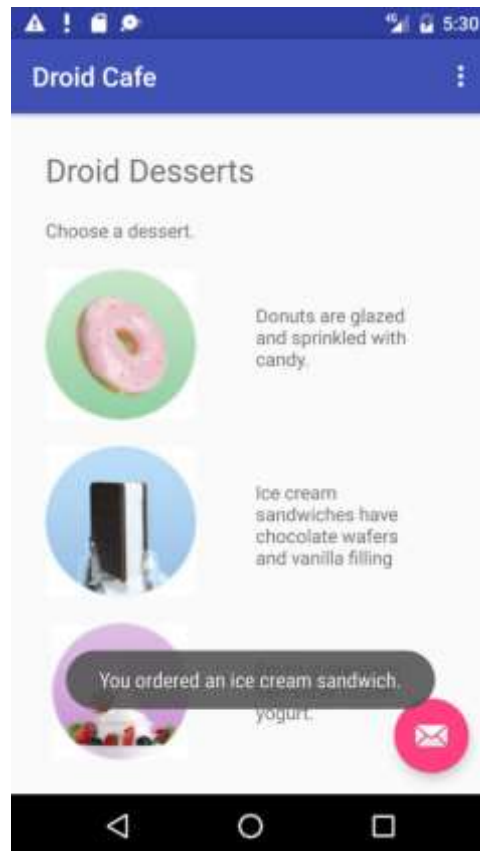 5:30
Droid Cafe
Droid Desserts
Choose a dessert.
Donuts are glazed
and sprinkled with
candy.
Ice cream
sandwiches have
chocolate wafers
and vanilla filling
You ordered an ice cream sandwich.
yogurt.